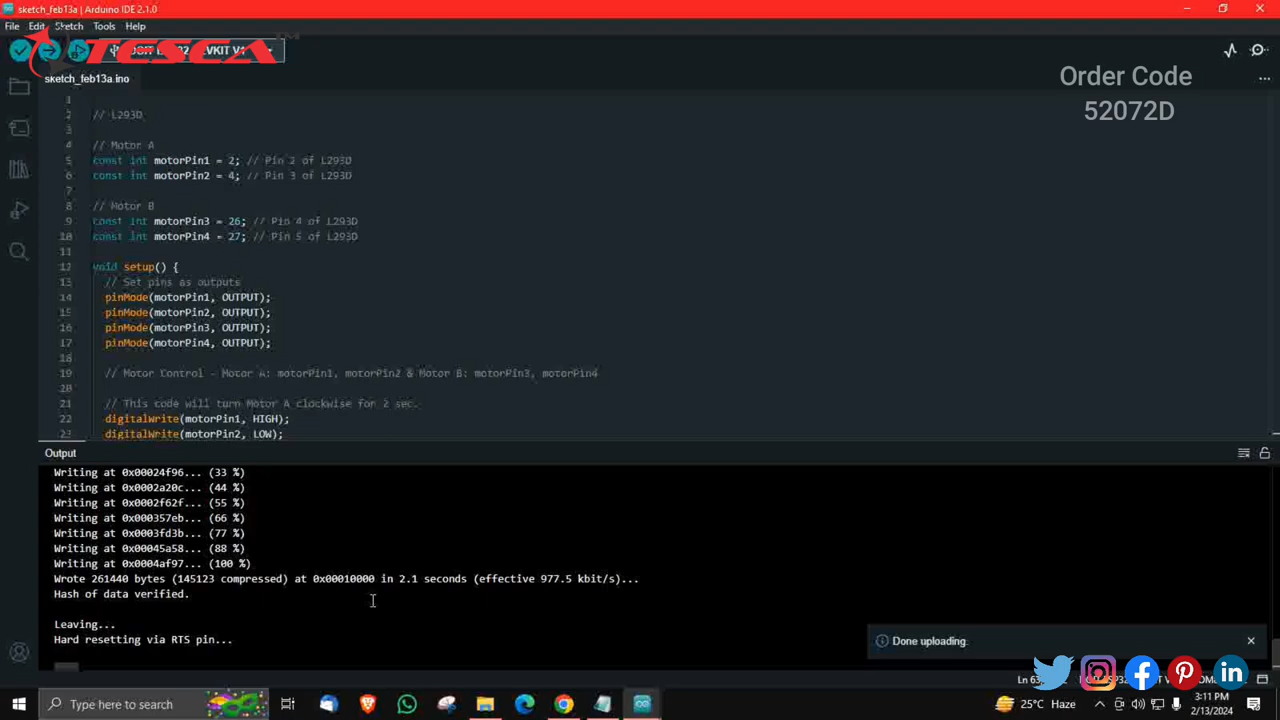 sketch_feb13a | Arduino IDE 2.1.0
File Edit Sketch Tools Help
TESCA
sketch_feb13a.ino
Order Code
52072D
1
2 // L293D
3
4 // Motor A
5 const int motorPin1 = 2; // Pin 2 of L293D
6 const int motorPin2 = 4; // Pin 3 of L293D
7
8 // Motor B
9 const int motorPin3 = 26; // Pin 4 of L293D
10 const int motorPin4 = 27; // Pin 5 of L293D
11
12 void setup() {
13 // Set pins as outputs
14 pinMode(motorPin1, OUTPUT);
15 pinMode(motorPin2, OUTPUT);
16 pinMode(motorPin3, OUTPUT);
17 pinMode(motorPin4, OUTPUT);
18
19 // Motor Control - Motor A: motorPin1, motorPin2 & Motor B: motorPin3, motorPin4
20
21 // This code will turn Motor A clockwise for 2 sec.
22 digitalWrite(motorPin1, HIGH);
23 digitalWrite(motorPin2, LOW);
Output
Writing at 0x00024f96... (33 %)
Writing at 0x0002a20c... (44 %)
Writing at 0x0002f62f... (55 %)
Writing at 0x000357eb... (66 %)
Writing at 0x0003fd3b... (77 %)
Writing at 0x00045a58... (88 %)
Writing at 0x0004af97... (100 %)
Wrote 261440 bytes (145123 compressed) at 0x00010000 in 2.1 seconds (effective 977.5 kbit/s)...
Hash of data verified.
Leaving...
Hard resetting via RTS pin...
Done uploading.
Type here to search
25°C Haze
3:11 PM
2/13/2024